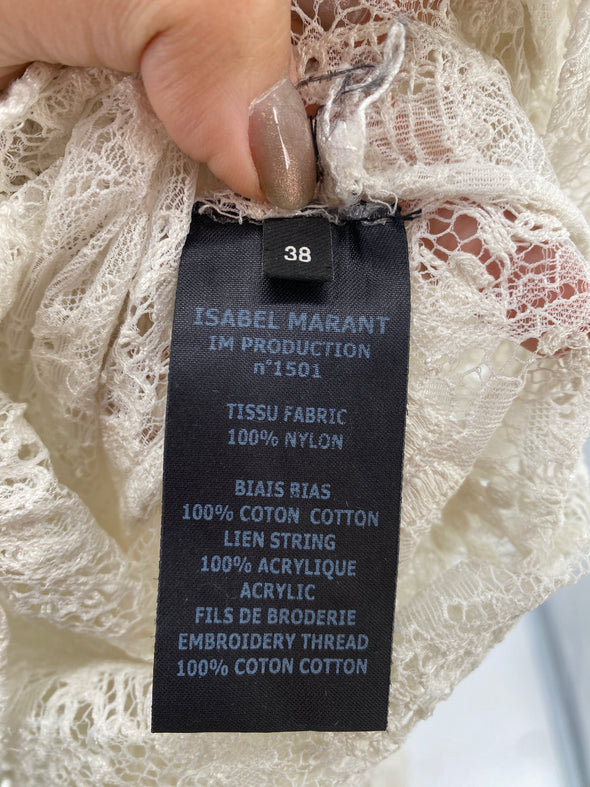 38
ISABEL MARANT
IM PRODUCTION
n°1501
TISSU FABRIC
100% NYLON
BIAIS BIAS
100% COTON COTTON
LIEN STRING
100% ACRYLIQUE
ACRYLIC
FILS DE BRODERIE
EMBROIDERY THREAD
100% COTON COTTON